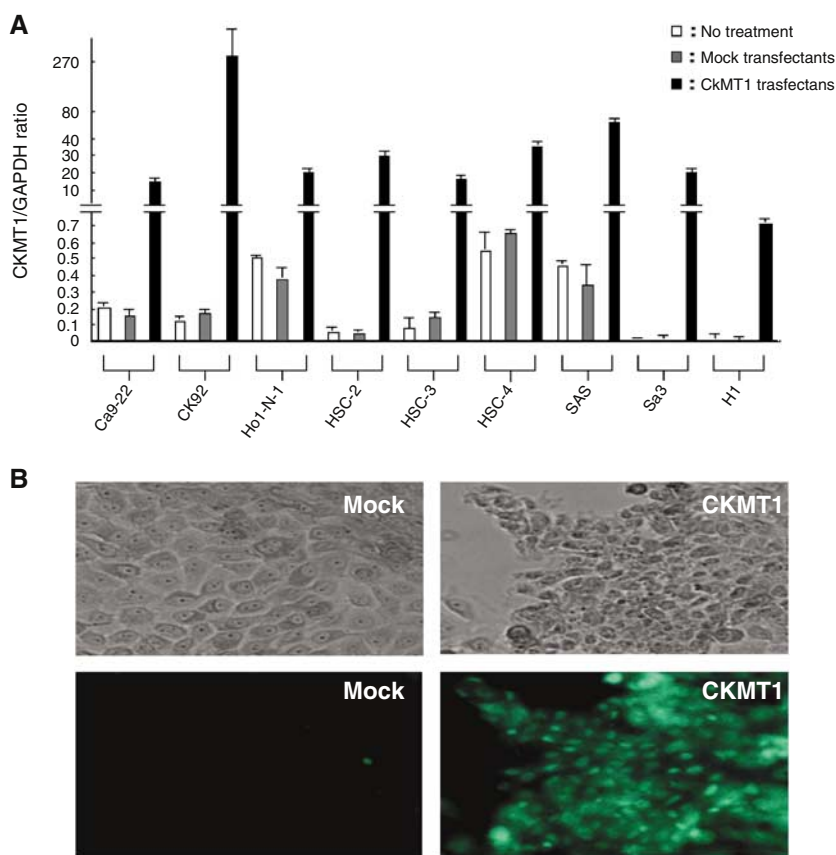 A
CKMT1/GAPDH ratio
270
80
40
30
20
10
0.7
0.6
0.5
0.4
0.3
0.2
0.1
0
: No treatment
: Mock transfectants
: CkMT1 trasfectans
Ca9-22
CK92
Ho1-N-1
HSC-2
HSC-3
HSC-4
SAS
Sa3
H1
B
Mock
CKMT1
Mock
CKMT1